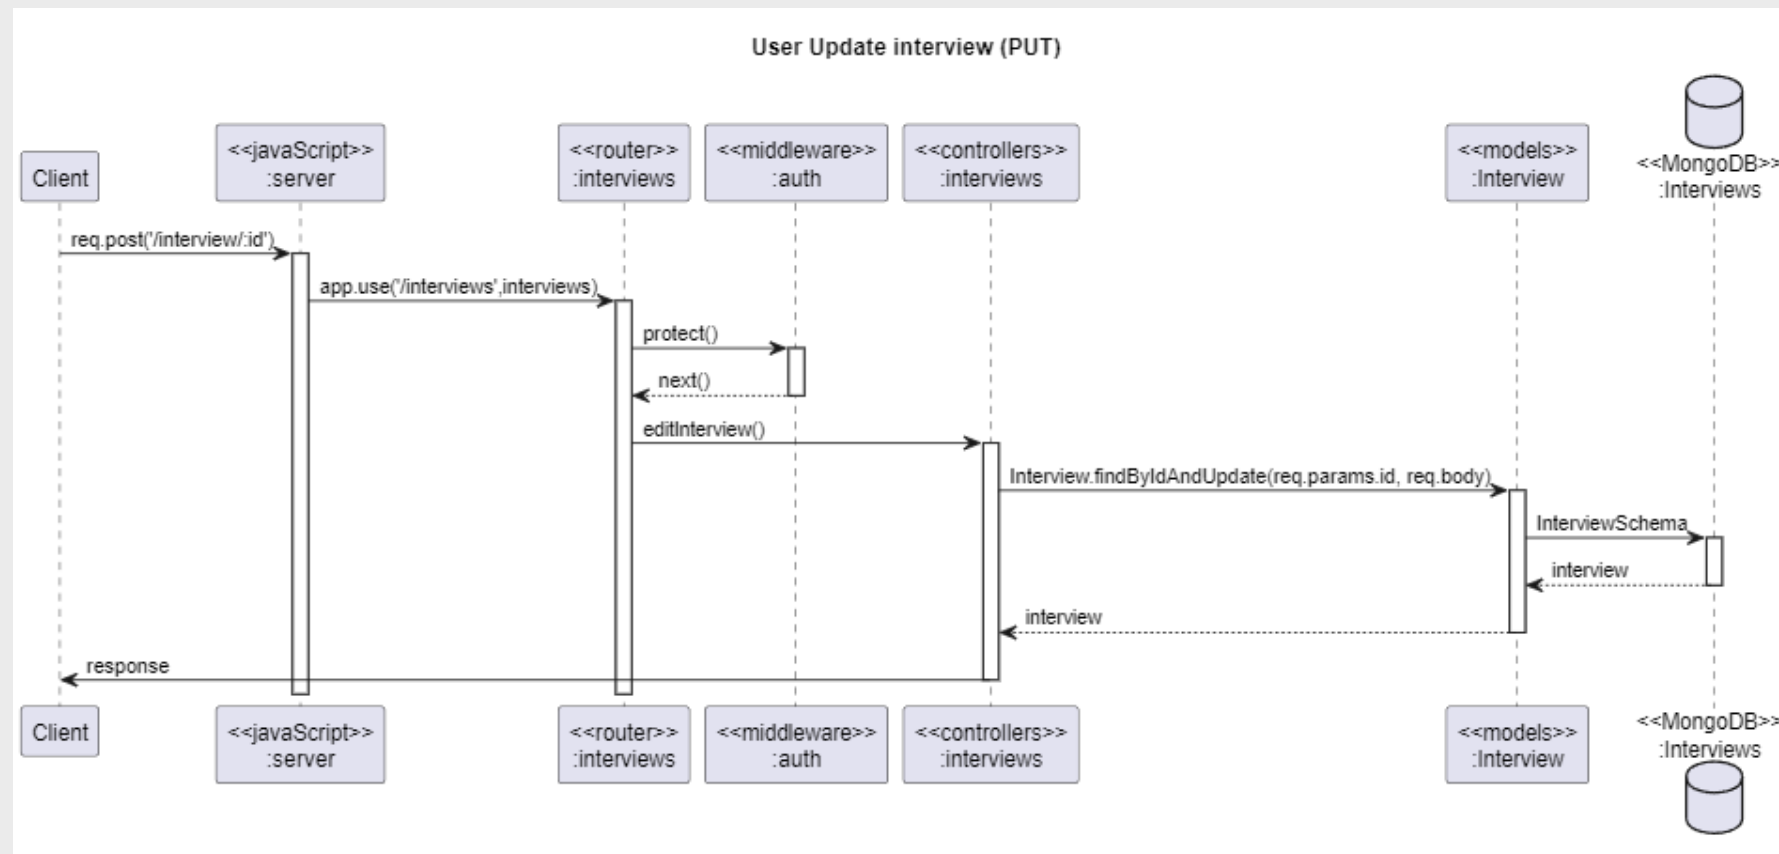 User Update interview (PUT)
Client
<<javaScript>>
:server
<<router>>
:interviews
<<middleware>>
:auth
<<controllers>>
:interviews
<<models>>
:Interview
<<MongoDB>>
:Interviews
req.post('/interview/:id')
app.use('/interviews',interviews)
protect()
next()
editInterview()
Interview.findByIdAndUpdate(req.params.id, req.body)
InterviewSchema
interview
interview
response
Client
<<javaScript>>
:server
<<router>>
:interviews
<<middleware>>
:auth
<<controllers>>
:interviews
<<models>>
:Interview
<<MongoDB>>
:Interviews